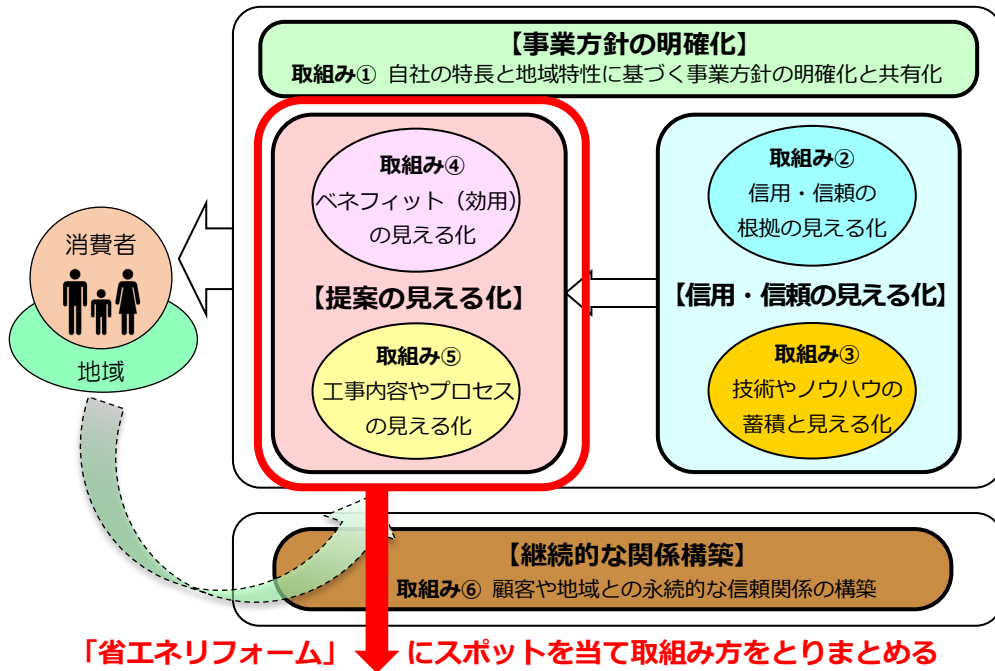 【事業方針の明確化】
取組み① 自社の特長と地域特性に基づく事業方針の明確化と共有化
取組み④
ベネフィット（効用）
の見える化
【提案の見える化】
取組み⑤
工事内容やプロセス
の見える化
取組み②
信用・信頼の
根拠の見える化
【信用・信頼の見える化】
取組み③
技術やノウハウの
蓄積と見える化
消費者
地域
【継続的な関係構築】
取組み⑥ 顧客や地域との永続的な信頼関係の構築
「省エネリフォーム」 にスポットを当て取組み方をとりまとめる